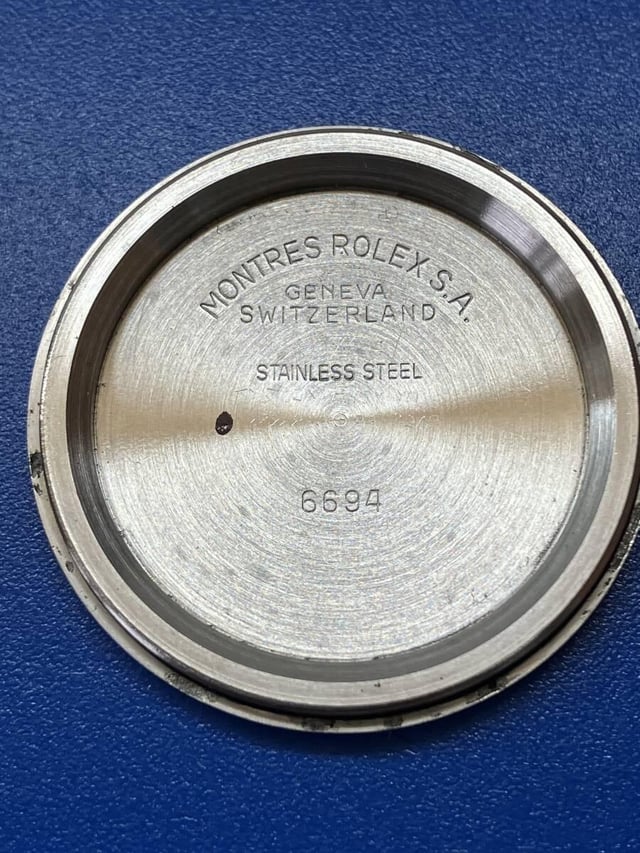 MONTRES ROLEX S.A.
GENEVA
SWITZERLAND
STAINLESS STEEL
6694